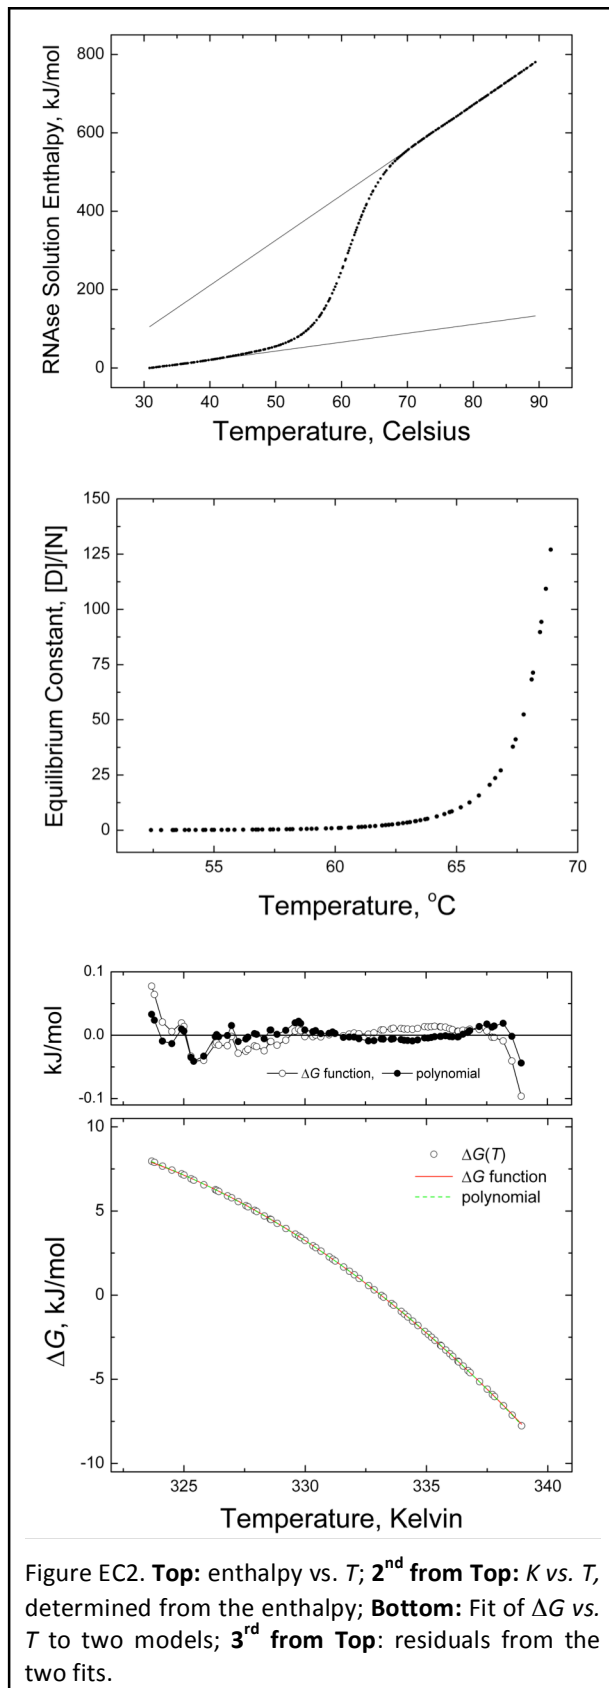 800
600
400
200
0
RNAse Solution Enthalpy, kJ/mol
30 40 50 60 70 80 90
Temperature, Celsius
150
125
100
75
50
25
0
Equilibrium Constant, [D]/[N]
55 60 65 70
Temperature, °C
0.1
0.0
-0.1
kJ/mol
ΔG function, polynomial
10
5
0
-5
-10
ΔG, kJ/mol
ΔG(T)
ΔG function
polynomial
325 330 335 340
Temperature, Kelvin
Figure EC2. Top: enthalpy vs. T; 2nd from Top: K vs. T,
determined from the enthalpy; Bottom: Fit of ΔG vs.
T to two models; 3rd from Top: residuals from the
two fits.